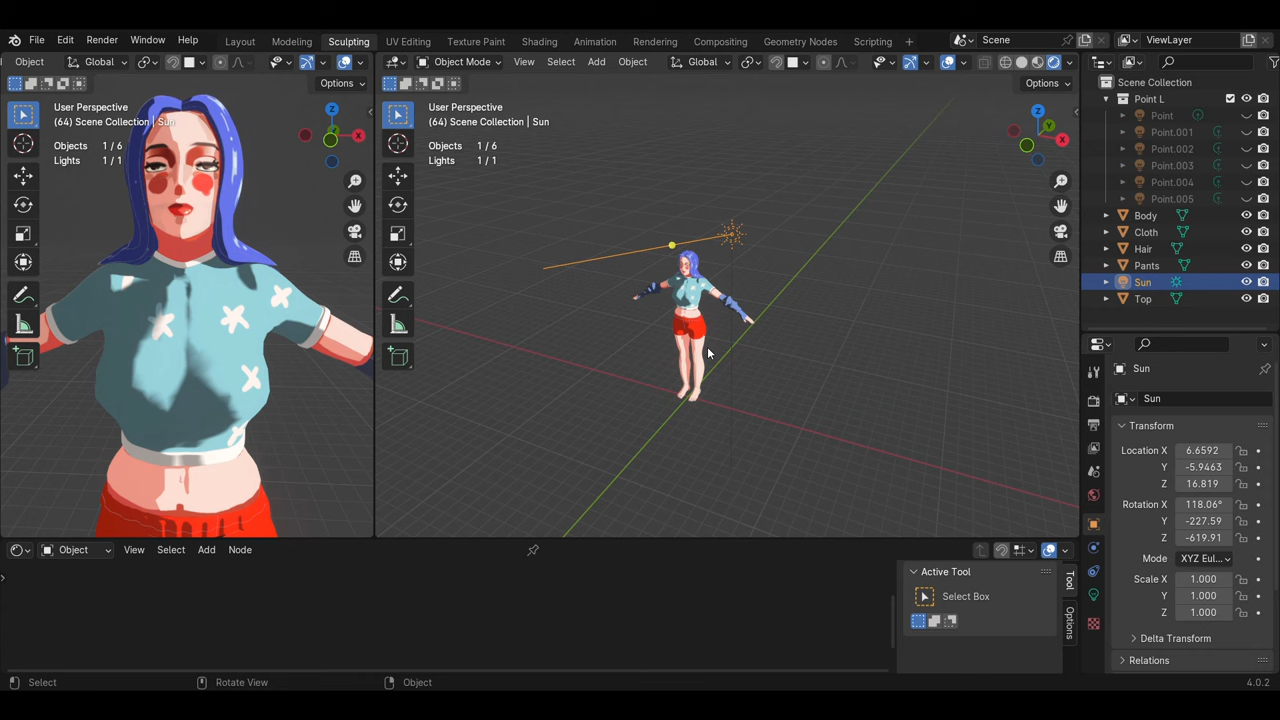 File Edit Render Window Help Layout Modeling Sculpting UV Editing Texture Paint Shading Animation Rendering Compositing Geometry Nodes Scripting Scene ViewLayer
Object Global Object Mode View Select Add Object Global
Options Options
User Perspective
(64) Scene Collection | Sun
Objects 1 / 6
Lights 1 / 1
User Perspective
(64) Scene Collection | Sun
Objects 1 / 6
Lights 1 / 1
Z
X
Z
Y
X
Scene Collection
Point L
Point
Point.001
Point.002
Point.003
Point.004
Point.005
Body
Cloth
Hair
Pants
Sun
Top
Sun
Sun
Transform
Location X 6.6592
Y -5.9463
Z 16.819
Rotation X 118.06°
Y -227.59
Z -619.91
Mode XYZ Eul...
Scale X 1.000
Y 1.000
Z 1.000
Delta Transform
Relations
Object View Select Add Node
Active Tool
Select Box
Tool
Options
Select Rotate View Object 4.0.2